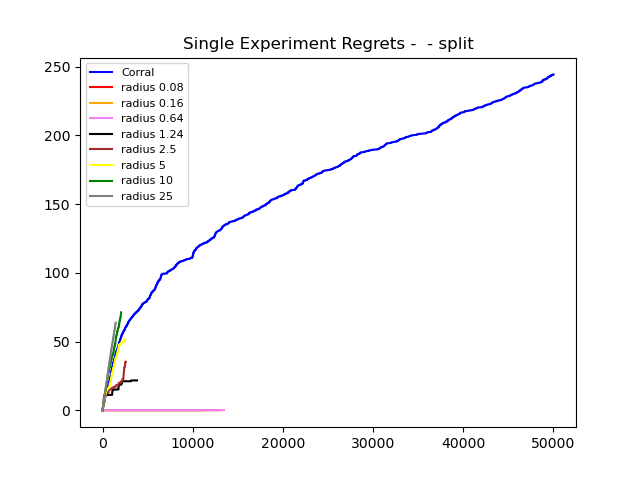 Single Experiment Regrets -  - split
250
200
150
100
50
0
Corral
radius 0.08
radius 0.16
radius 0.64
radius 1.24
radius 2.5
radius 5
radius 10
radius 25
0 10000 20000 30000 40000 50000